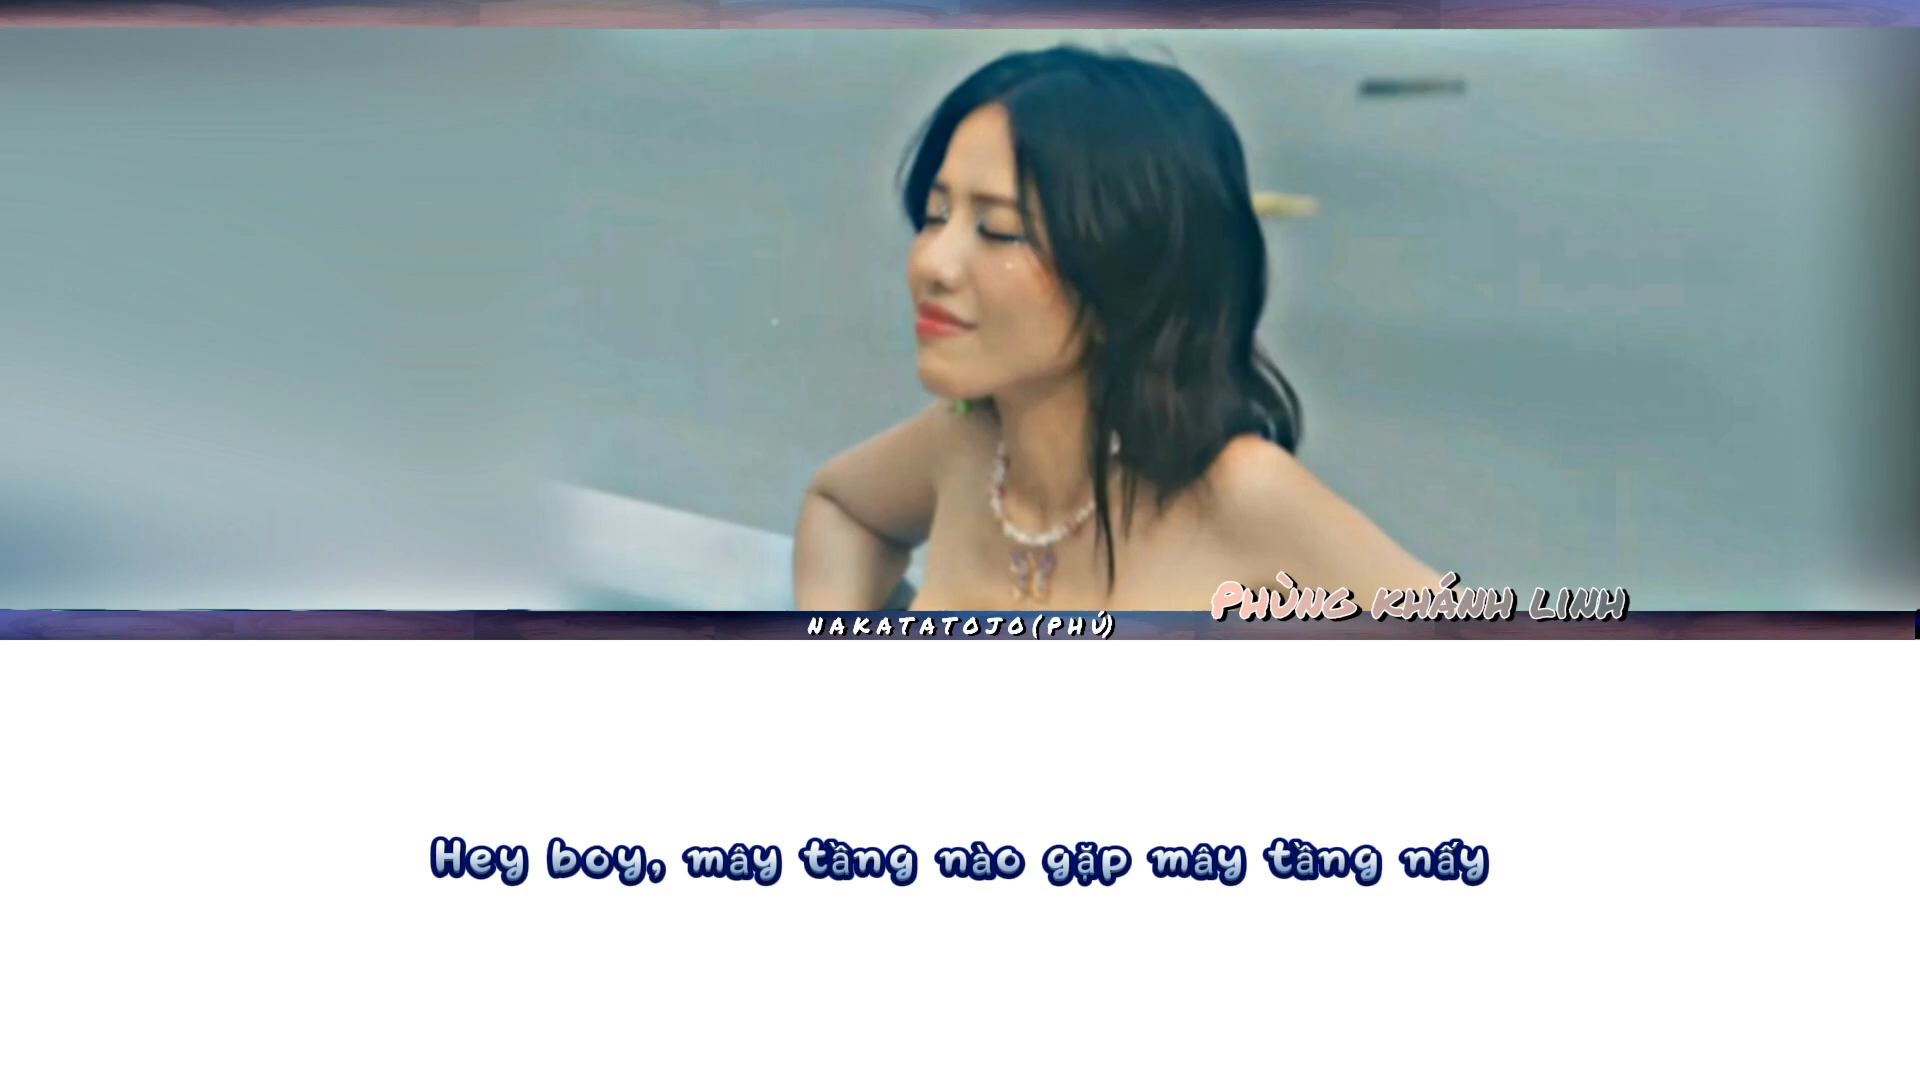 Phùng khánh linh
NAKATATOJO(PHÚ)
Hey boy, mây tầng nào gặp mây tầng nấy